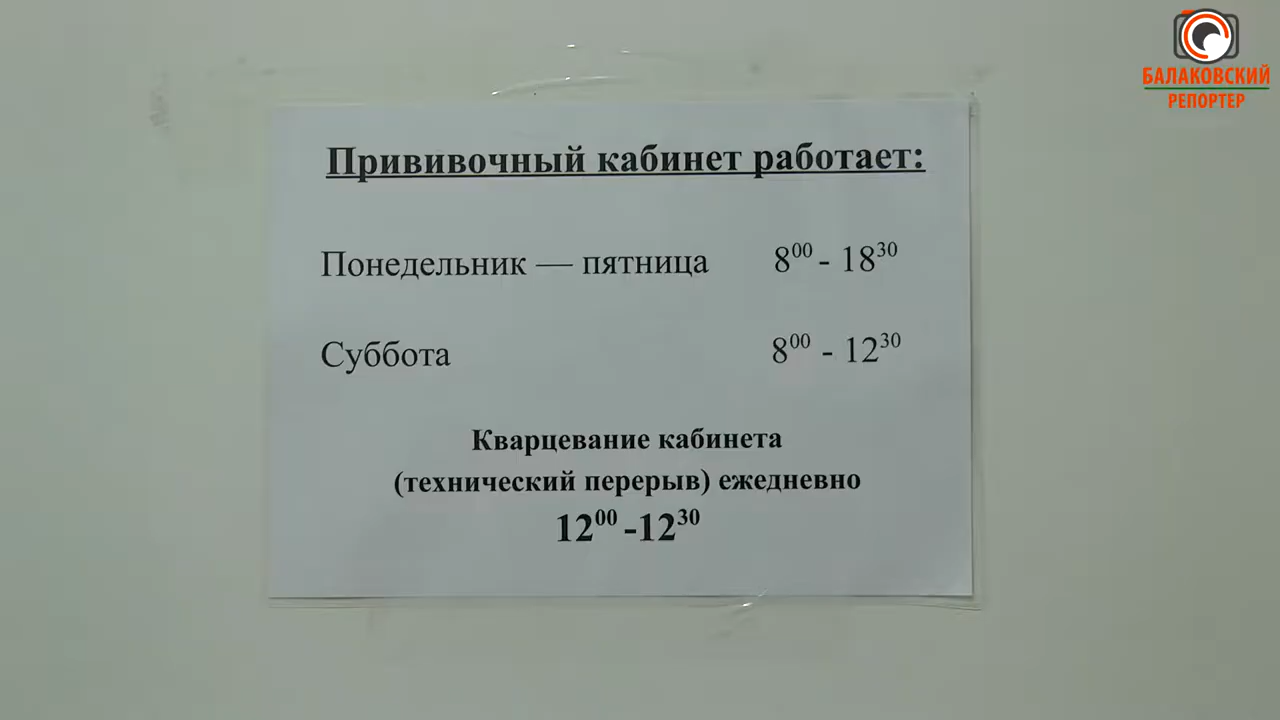 БАЛАКОВСКИЙ
РЕПОРТЕР
Прививочный кабинет работает:
Понедельник — пятница 8⁰⁰ - 18³⁰
Суббота 8⁰⁰ - 12³⁰
Кварцевание кабинета
(технический перерыв) ежедневно
12⁰⁰ -12³⁰